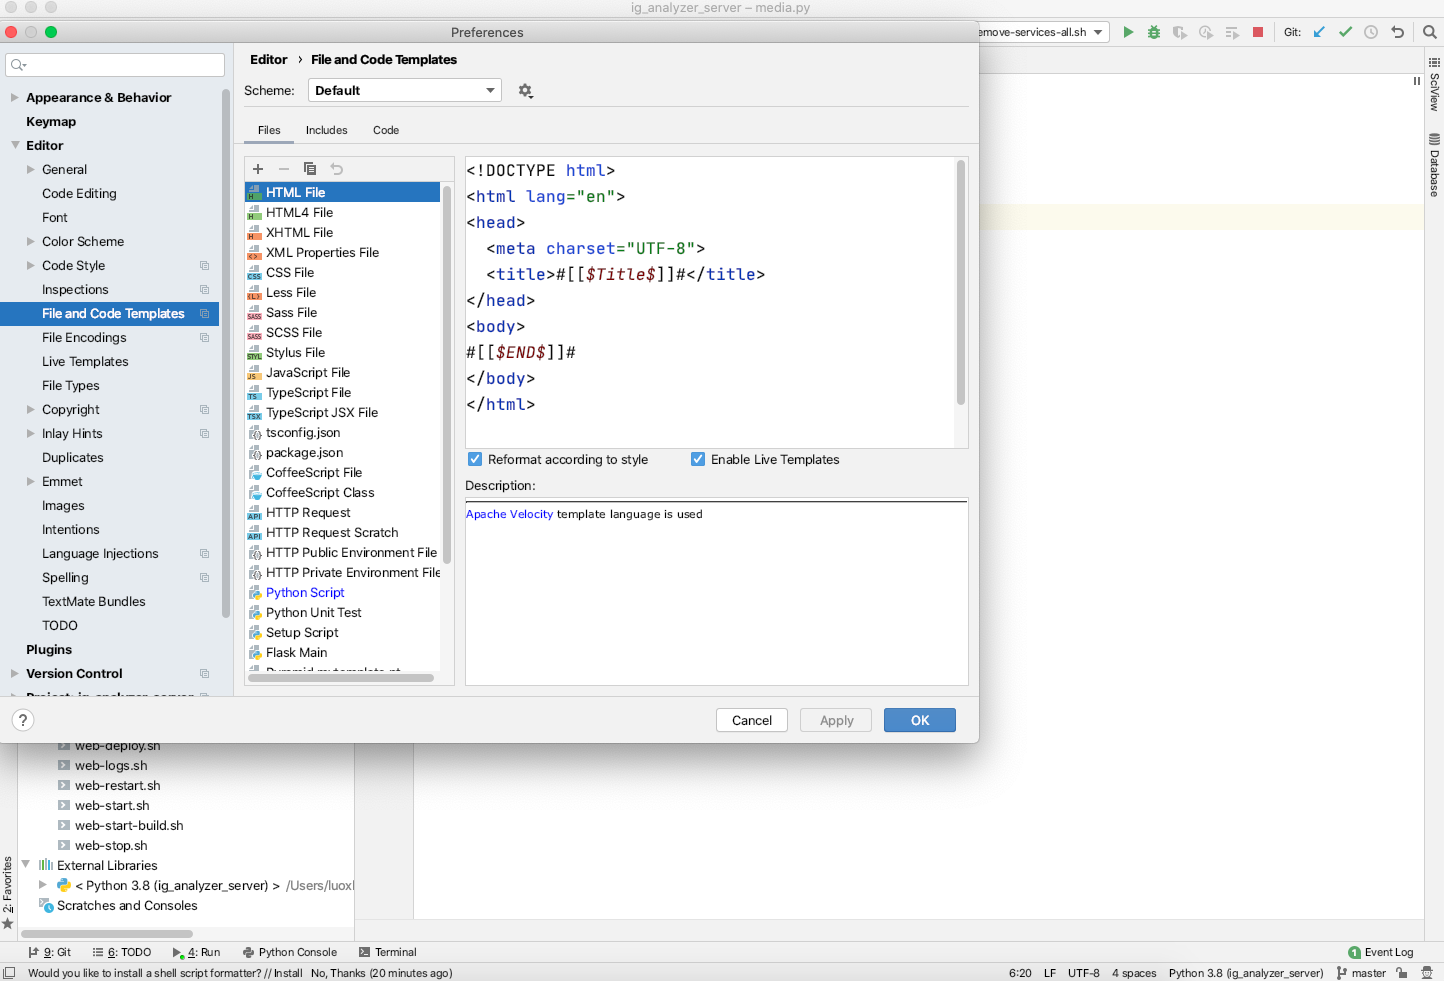 ig_analyzer_server – media.py
Preferences
emove-services-all.sh
Git:
Editor › File and Code Templates
Scheme: Default
Files Includes Code
Appearance & Behavior
Keymap
Editor
General
Code Editing
Font
Color Scheme
Code Style
Inspections
File and Code Templates
File Encodings
Live Templates
File Types
Copyright
Inlay Hints
Duplicates
Emmet
Images
Intentions
Language Injections
Spelling
TextMate Bundles
TODO
Plugins
Version Control
Project: ig_analyzer_server
HTML File
HTML4 File
XHTML File
XML Properties File
CSS File
Less File
Sass File
SCSS File
Stylus File
JavaScript File
TypeScript File
TypeScript JSX File
tsconfig.json
package.json
CoffeeScript File
CoffeeScript Class
HTTP Request
HTTP Request Scratch
HTTP Public Environment File
HTTP Private Environment File
Python Script
Python Unit Test
Setup Script
Flask Main
<!DOCTYPE html>
<html lang="en">
<head>
  <meta charset="UTF-8">
  <title>#[[$Title$]]#</title>
</head>
<body>
#[[$END$]]#
</body>
</html>
Reformat according to style
Enable Live Templates
Description:
Apache Velocity template language is used
?
Cancel Apply OK
SciView
Database
web-deploy.sh
web-logs.sh
web-restart.sh
web-start.sh
web-start-build.sh
web-stop.sh
External Libraries
< Python 3.8 (ig_analyzer_server) > /Users/luoxl
Scratches and Consoles
2: Favorites
9: Git 6: TODO 4: Run Python Console Terminal
1 Event Log
Would you like to install a shell script formatter? // Install No, Thanks (20 minutes ago)
6:20 LF UTF-8 4 spaces Python 3.8 (ig_analyzer_server) master